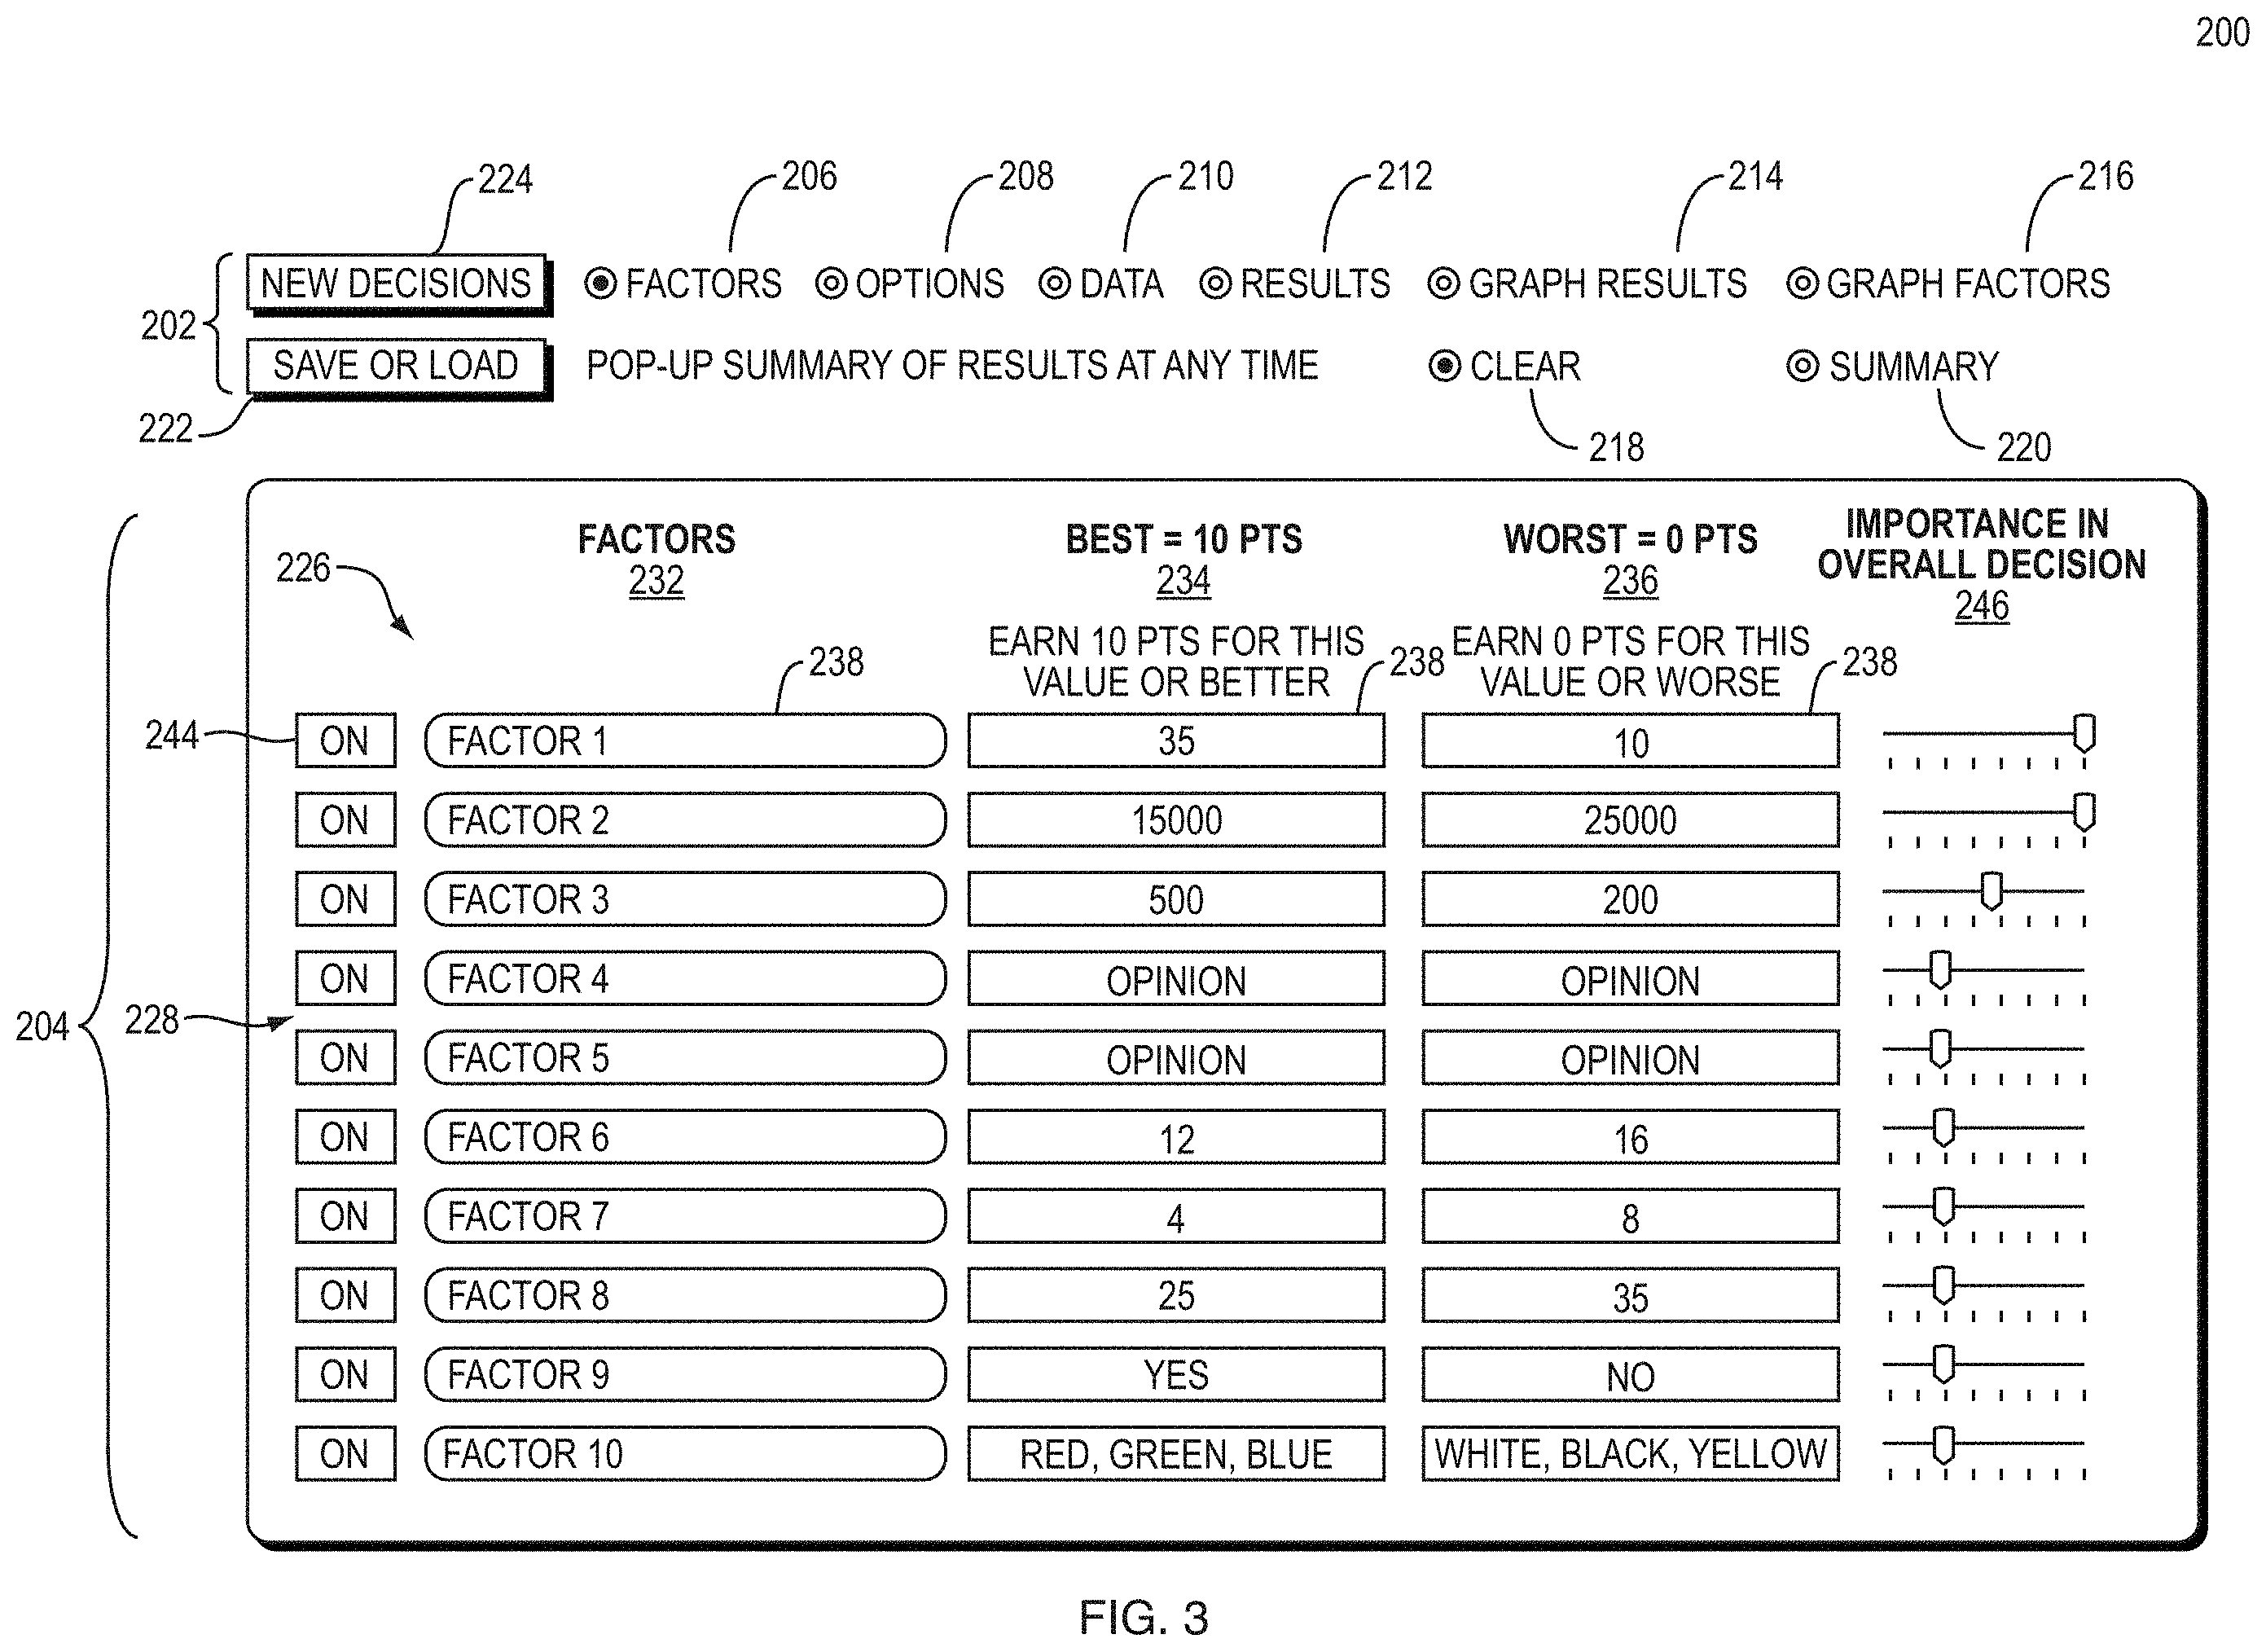 200
224 206 208 210 212 214 216
NEW DECISIONS FACTORS OPTIONS DATA RESULTS GRAPH RESULTS GRAPH FACTORS
202
SAVE OR LOAD POP-UP SUMMARY OF RESULTS AT ANY TIME CLEAR SUMMARY
222 218 220
FACTORS BEST = 10 PTS WORST = 0 PTS IMPORTANCE IN
OVERALL DECISION
226 232 234 236 246
EARN 10 PTS FOR THIS EARN 0 PTS FOR THIS
238 VALUE OR BETTER 238 VALUE OR WORSE 238
244 ON FACTOR 1 35 10
ON FACTOR 2 15000 25000
ON FACTOR 3 500 200
ON FACTOR 4 OPINION OPINION
204 228
ON FACTOR 5 OPINION OPINION
ON FACTOR 6 12 16
ON FACTOR 7 4 8
ON FACTOR 8 25 35
ON FACTOR 9 YES NO
ON FACTOR 10 RED, GREEN, BLUE WHITE, BLACK, YELLOW
FIG. 3